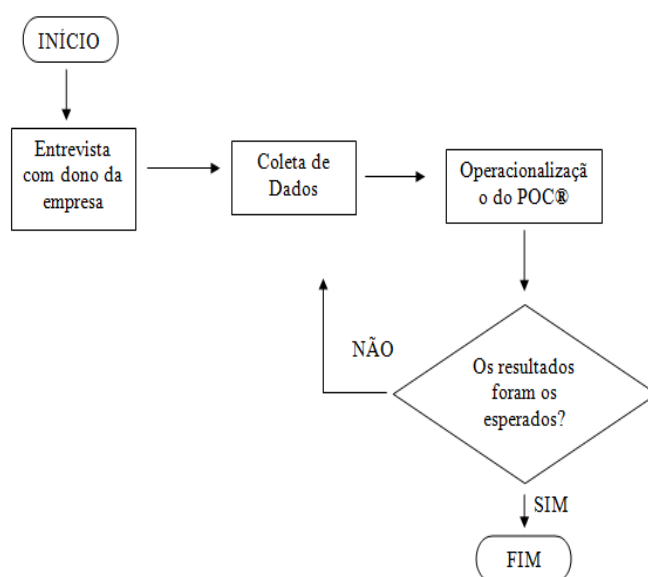 INÍCIO
Entrevista
com dono da
empresa
Coleta de
Dados
Operacionalizaçã
o do POC®
NÃO
Os resultados
foram os
esperados?
SIM
FIM